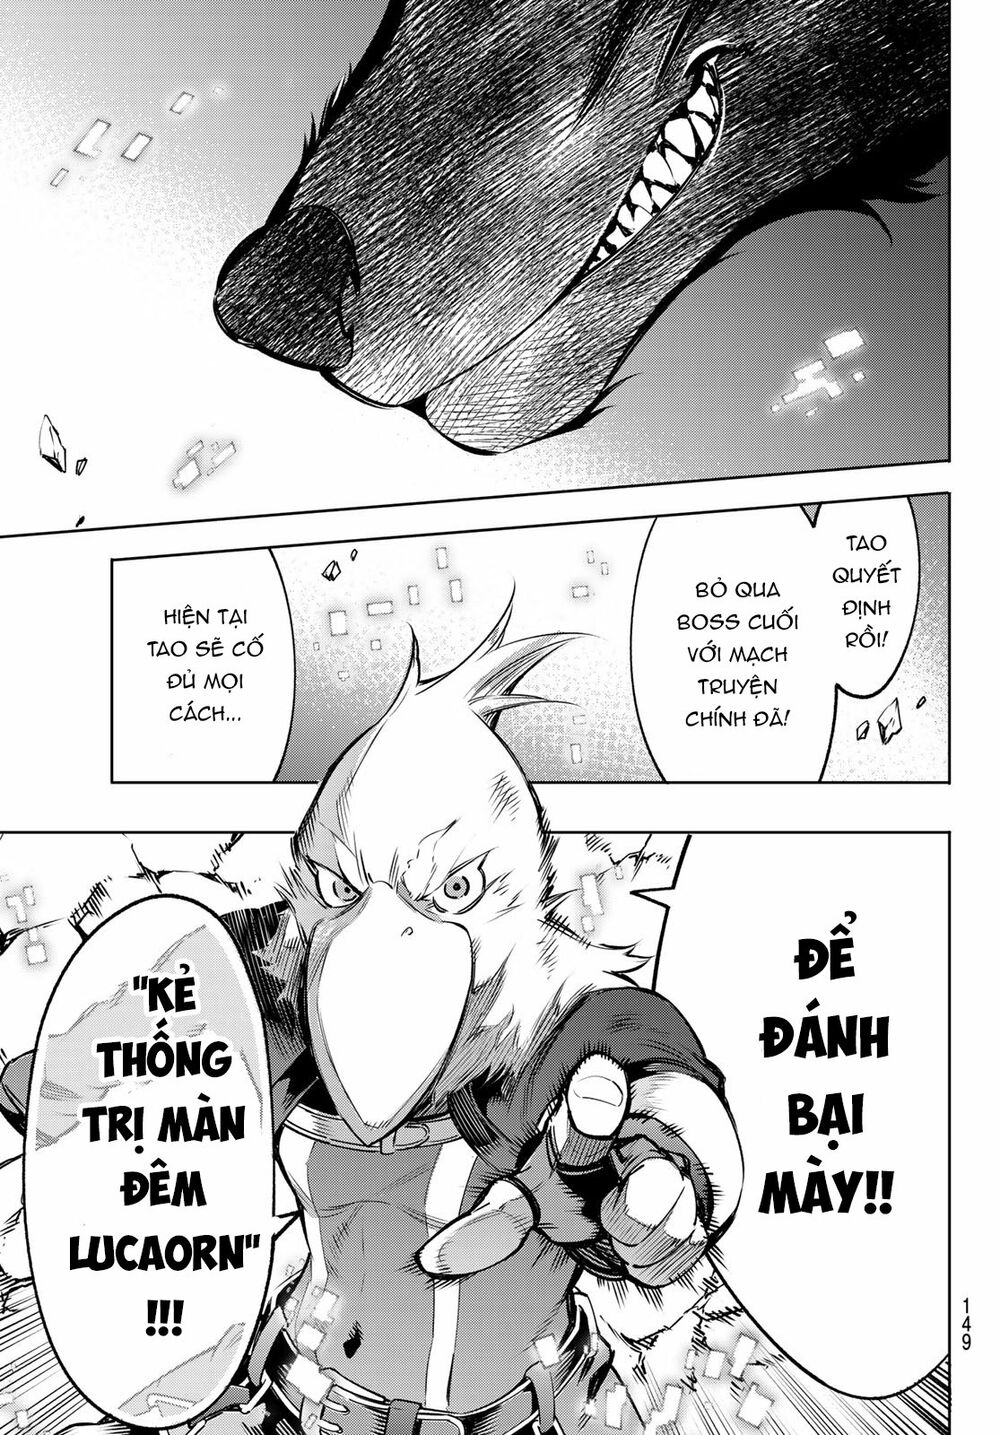 TAO
QUYẾT
ĐỊNH
RỒI!
BỎ QUA
BOSS CUỐI
VỚI MẠCH
TRUYỆN
CHÍNH ĐÃ!
HIỆN TẠI
TAO SẼ CỐ
ĐỦ MỌI
CÁCH...
ĐỂ
ĐÁNH
BẠI
MÀY!!
"KẺ
THỐNG
TRỊ MÀN
ĐÊM
LUCAORN"
!!!
149